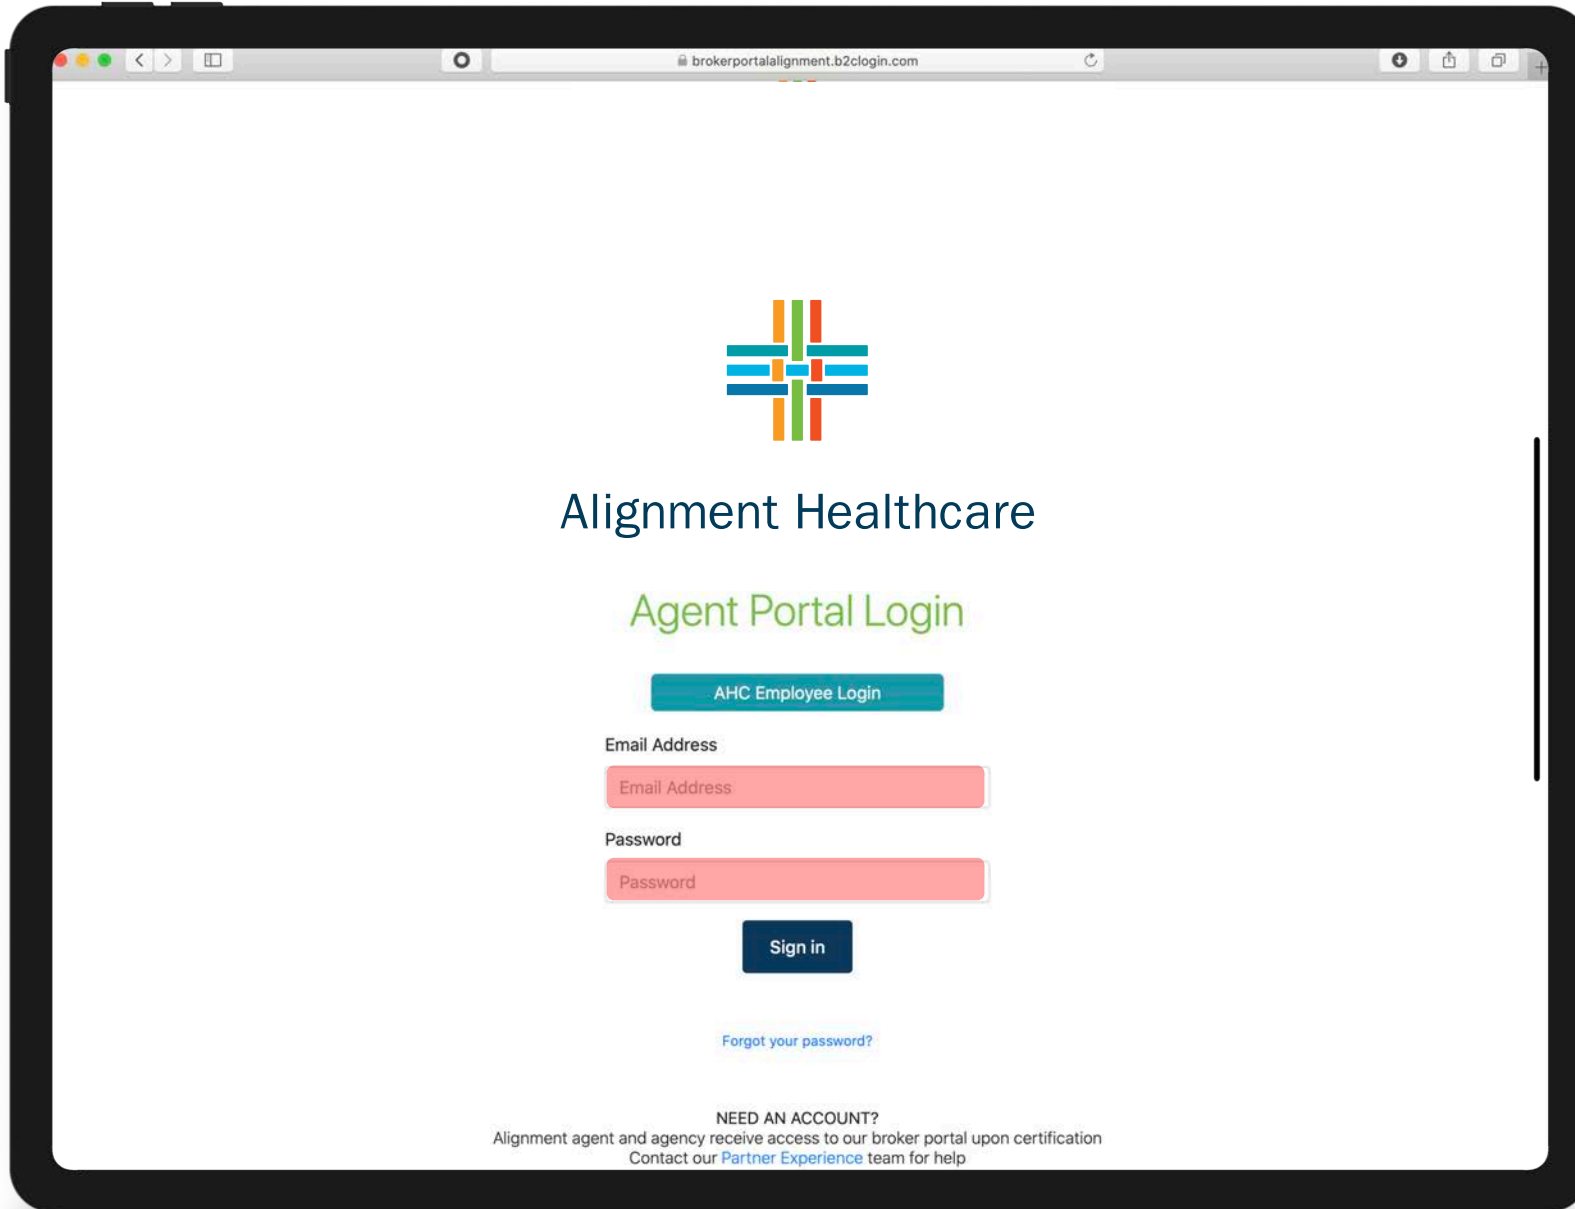 brokerportalalignment.b2clogin.com
Alignment Healthcare
Agent Portal Login
AHC Employee Login
Email Address
Email Address
Password
Password
Sign in
Forgot your password?
NEED AN ACCOUNT?
Alignment agent and agency receive access to our broker portal upon certification
Contact our Partner Experience team for help